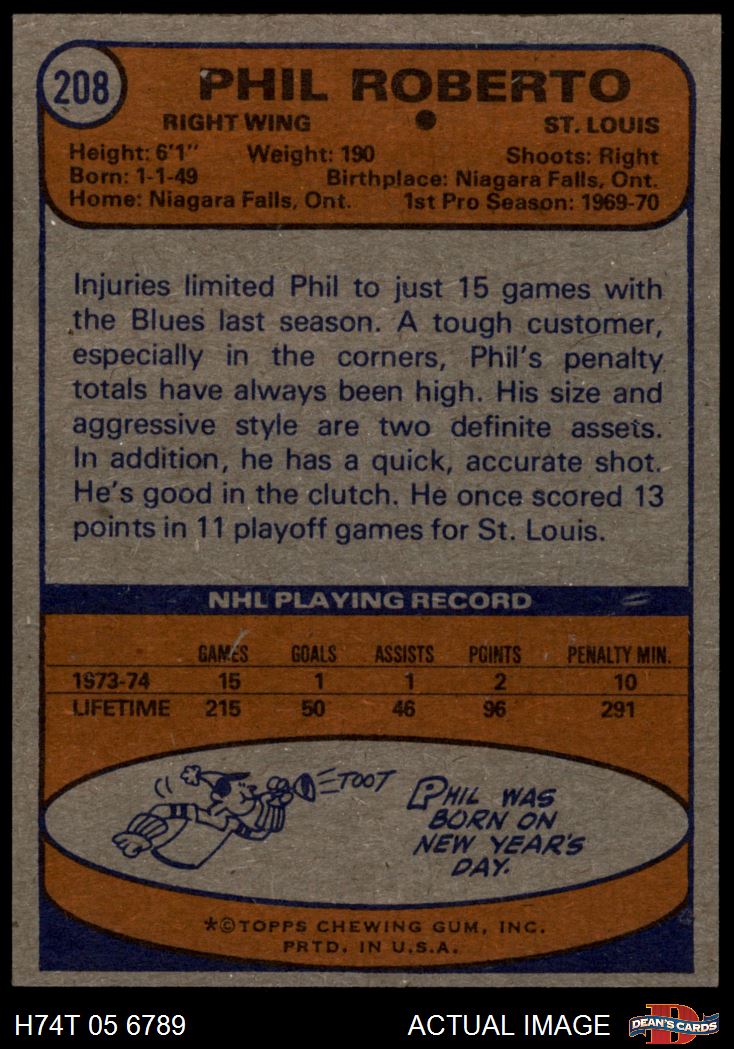 208
PHIL ROBERTO
RIGHT WING ST. LOUIS
Height: 6'1" Weight: 190 Shoots: Right
Born: 1-1-49 Birthplace: Niagara Falls, Ont.
Home: Niagara Falls, Ont. 1st Pro Season: 1969-70
Injuries limited Phil to just 15 games with
the Blues last season. A tough customer,
especially in the corners, Phil's penalty
totals have always been high. His size and
aggressive style are two definite assets.
In addition, he has a quick, accurate shot.
He's good in the clutch. He once scored 13
points in 11 playoff games for St. Louis.
NHL PLAYING RECORD
GAMES GOALS ASSISTS POINTS PENALTY MIN.
1973-74 15 1 1 2 10
LIFETIME 215 50 46 96 291
TOOT
PHIL WAS
BORN ON
NEW YEAR'S
DAY.
*©TOPPS CHEWING GUM, INC.
PRTD. IN U.S.A.
H74T 05 6789 ACTUAL IMAGE DEAN'S CARDS